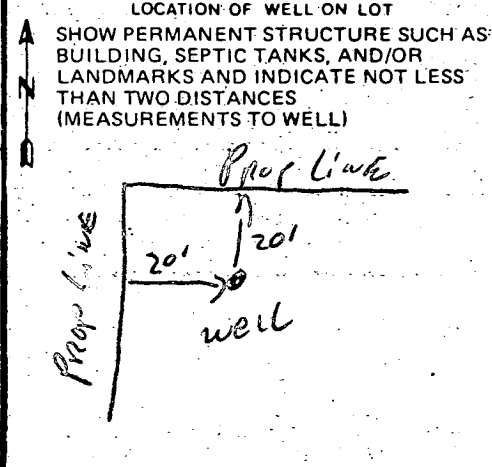 LOCATION OF WELL ON LOT
SHOW PERMANENT STRUCTURE SUCH AS
BUILDING, SEPTIC TANKS, AND/OR
LANDMARKS AND INDICATE NOT LESS
THAN TWO DISTANCES
(MEASUREMENTS TO WELL)
N
Prop Line
20'
20'
Prop Line
well